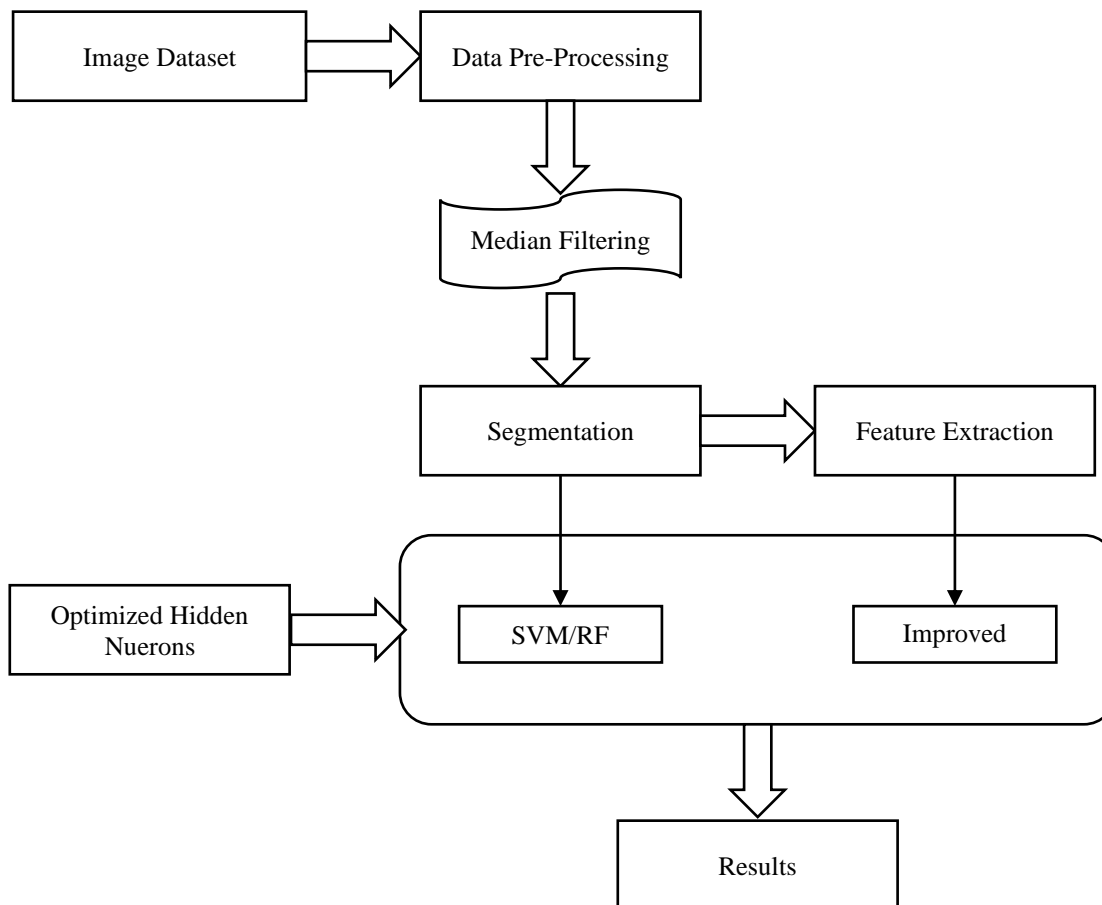 Image Dataset
Data Pre-Processing
Median Filtering
Segmentation
Feature Extraction
Optimized Hidden
Nuerons
SVM/RF
Improved
Results